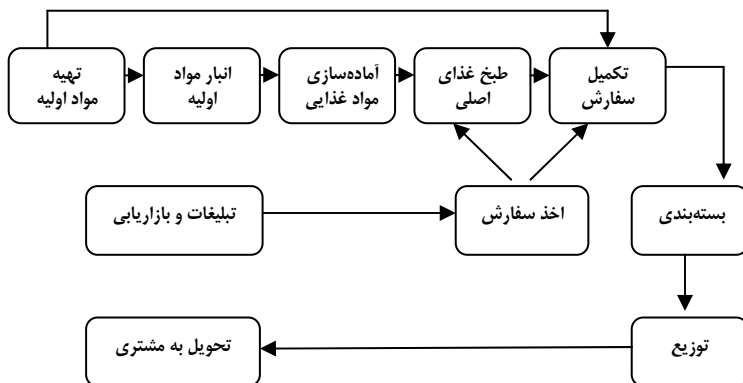 تهیه
مواد اولیه
انبار مواد
اولیه
آماده‌سازی
مواد غذایی
طبخ غذای
اصلی
تکمیل
سفارش
تبلیغات و بازاریابی
اخذ سفارش
بسته‌بندی
توزیع
تحویل به مشتری